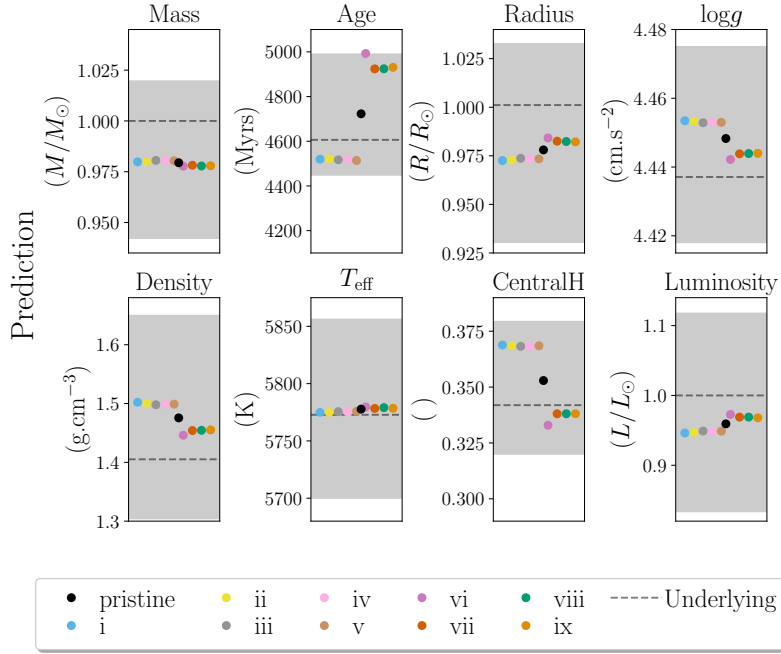 Mass Age Radius logg
(M/M⊙) 1.025 1.000 0.975 0.950
(Myrs) 5000 4800 4600 4400 4200
(R/R⊙) 1.025 1.000 0.975 0.950 0.925
(cm.s⁻²) 4.48 4.46 4.44 4.42
Prediction
Density Teff CentralH Luminosity
(g.cm⁻³) 1.6 1.5 1.4 1.3
(K) 5850 5800 5750 5700
() 0.375 0.350 0.325 0.300
(L/L⊙) 1.1 1.0 0.9
pristine ii iv vi viii Underlying
i iii v vii ix